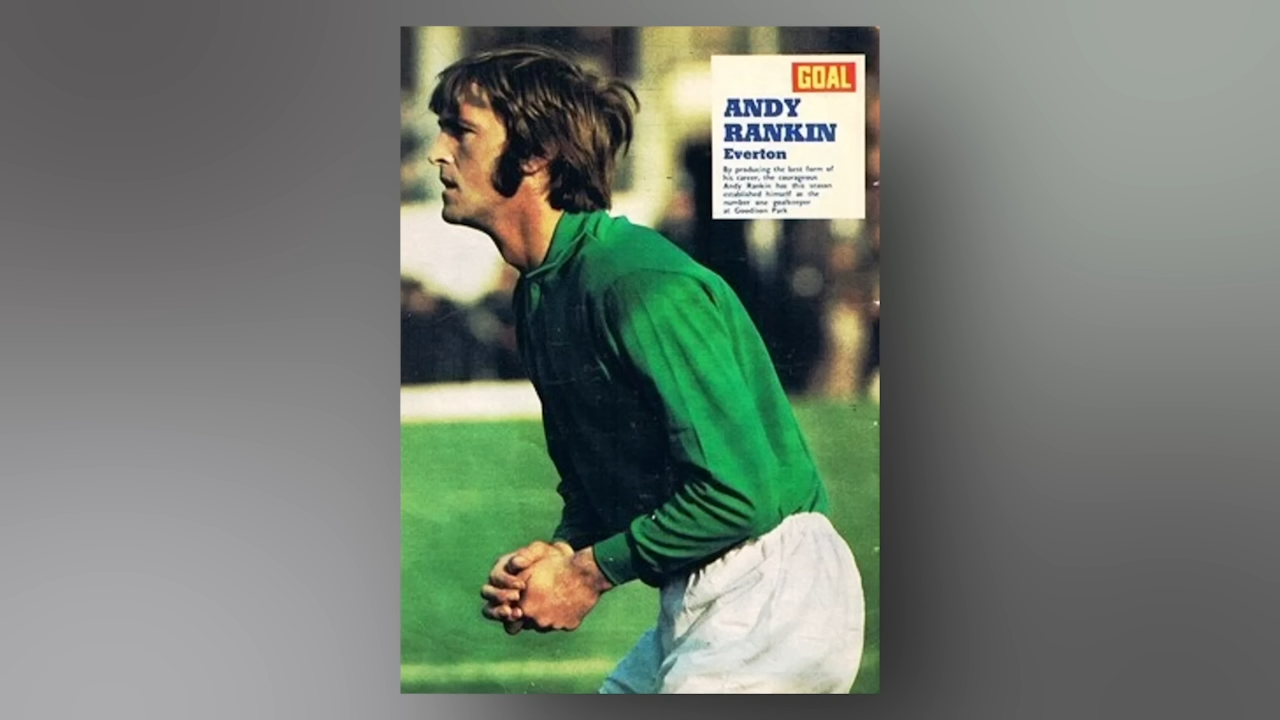 GOAL
ANDY
RANKIN
Everton
By producing the best form of
his career, the courageous
Andy Rankin has this season
established himself as the
number one goalkeeper
at Goodison Park